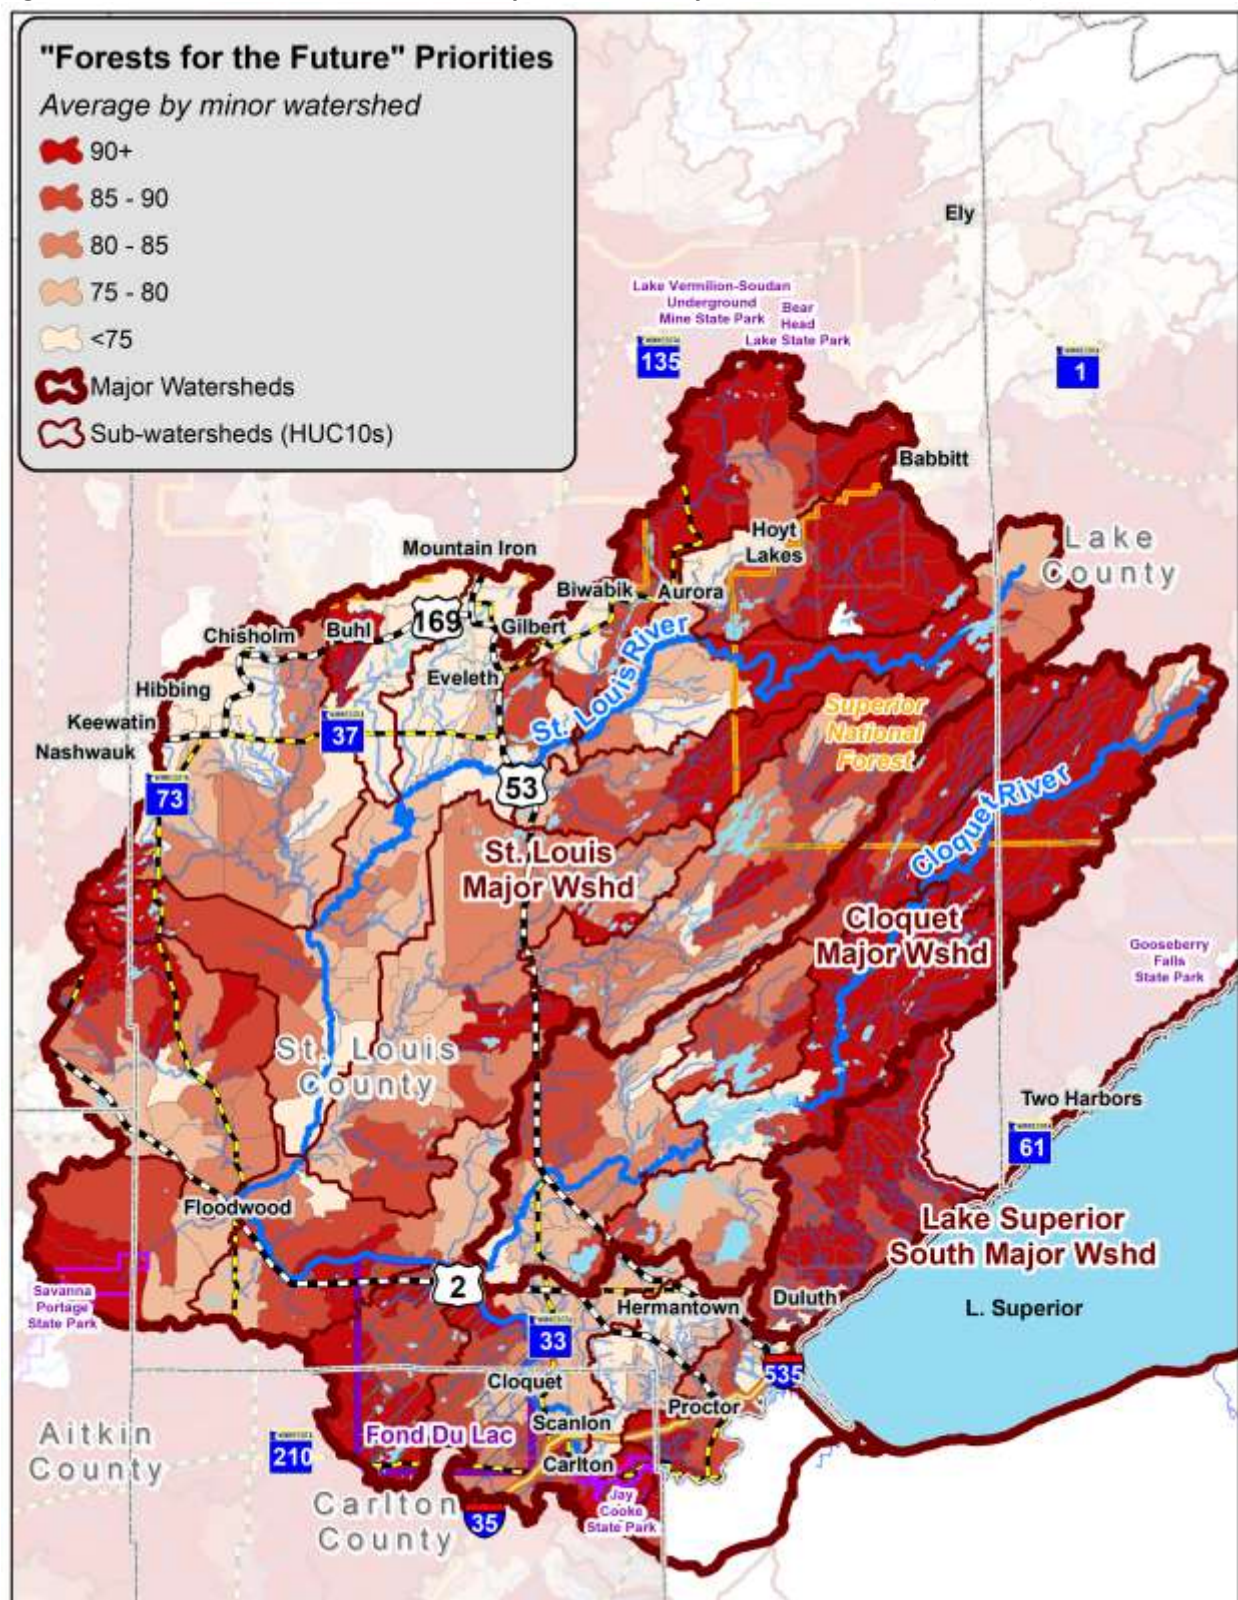 "Forests for the Future" Priorities
Average by minor watershed
90+
85 - 90
80 - 85
75 - 80
<75
Major Watersheds
Sub-watersheds (HUC10s)
Ely
Lake Vermilion-Soudan
Underground
Mine State Park
Bear
Head
Lake State Park
135
1
Babbitt
Hoyt
Lakes
Lake
County
Mountain Iron
Biwabik
Aurora
169
Chisholm
Buhl
Gilbert
Eveleth
St. Louis River
Hibbing
Keewatin
Nashwauk
37
Superior
National
Forest
73
53
Cloquet River
St. Louis
Major Wshd
Cloquet
Major Wshd
Gooseberry
Falls
State Park
St. Louis
County
Two Harbors
61
Floodwood
Lake Superior
South Major Wshd
Savanna
Portage
State Park
2
Hermantown
Duluth
L. Superior
33
535
Cloquet
Proctor
Scanlon
Fond Du Lac
Carlton
Aitkin
County
210
Jay
Cooke
State Park
Carlton
County
35